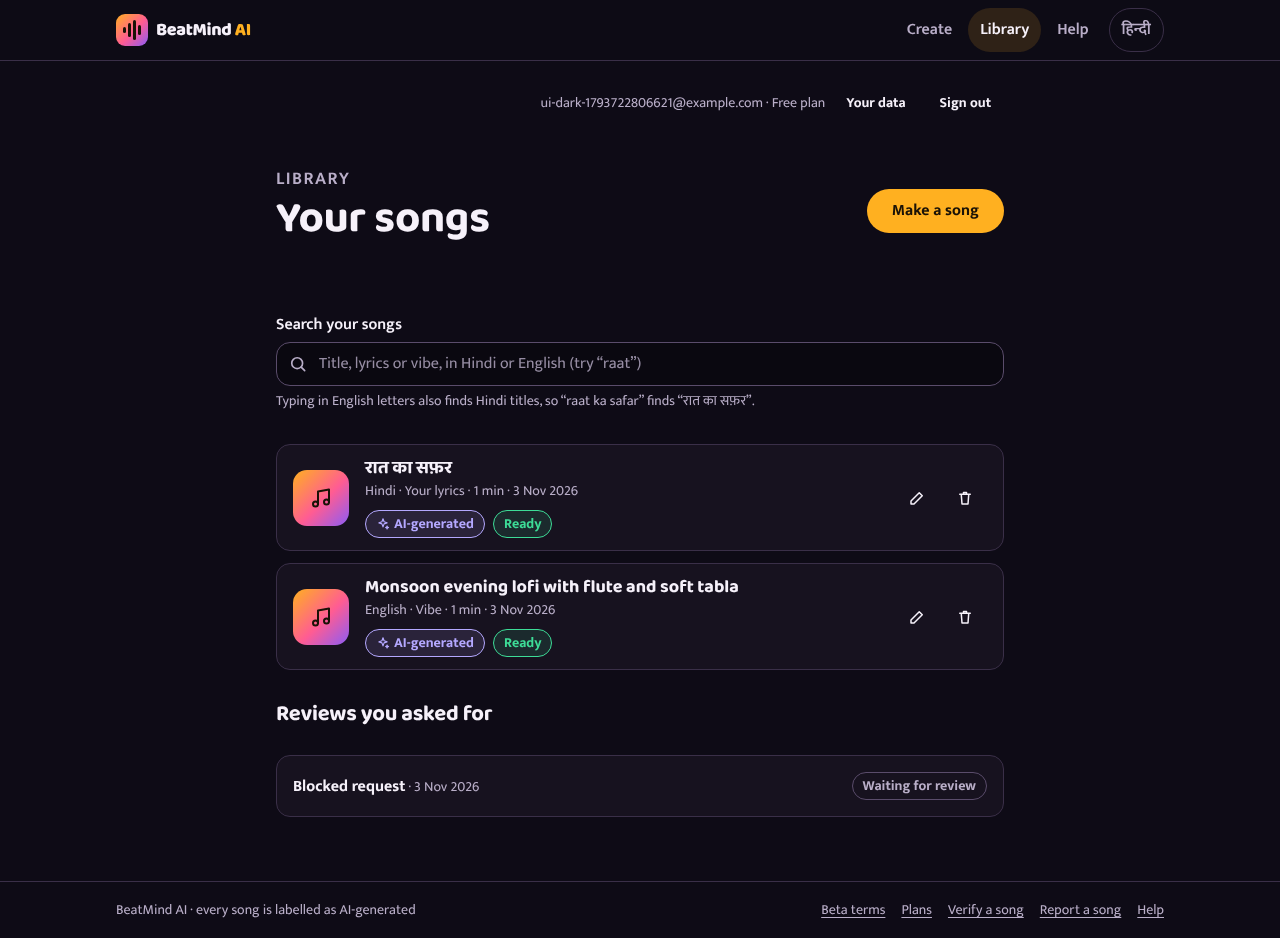 BeatMind AI
Create
Library
Help
हिन्दी
ui-dark-1793722806621@example.com · Free plan
Your data
Sign out
LIBRARY
Your songs
Make a song
Search your songs
Title, lyrics or vibe, in Hindi or English (try “raat”)
Typing in English letters also finds Hindi titles, so “raat ka safar” finds “रात का सफ़र”.
रात का सफ़र
Hindi · Your lyrics · 1 min · 3 Nov 2026
AI-generated
Ready
Monsoon evening lofi with flute and soft tabla
English · Vibe · 1 min · 3 Nov 2026
AI-generated
Ready
Reviews you asked for
Blocked request · 3 Nov 2026
Waiting for review
BeatMind AI · every song is labelled as AI-generated
Beta terms
Plans
Verify a song
Report a song
Help